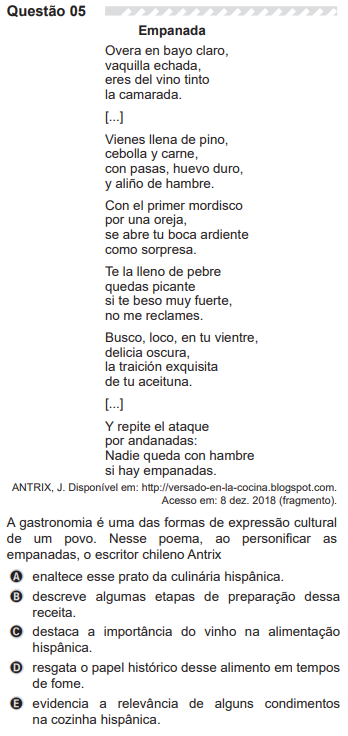 Questão 05
Empanada
Overa en bayo claro,
vaquilla echada,
eres del vino tinto
la camarada.
[...]
Vienes llena de pino,
cebolla y carne,
con pasas, huevo duro,
y aliño de hambre.
Con el primer mordisco
por una oreja,
se abre tu boca ardiente
como sorpresa.
Te la lleno de pebre
quedas picante
si te beso muy fuerte,
no me reclames.
Busco, loco, en tu vientre,
delicia oscura,
la traición exquisita
de tu aceituna.
[...]
Y repite el ataque
por andanadas:
Nadie queda con hambre
si hay empanadas.
ANTRIX, J. Disponível em: http://versado-en-la-cocina.blogspot.com.
Acesso em: 8 dez. 2018 (fragmento).
A gastronomia é uma das formas de expressão cultural
de um povo. Nesse poema, ao personificar as
empanadas, o escritor chileno Antrix
A enaltece esse prato da culinária hispânica.
B descreve algumas etapas de preparação dessa
receita.
C destaca a importância do vinho na alimentação
hispânica.
D resgata o papel histórico desse alimento em tempos
de fome.
E evidencia a relevância de alguns condimentos
na cozinha hispânica.